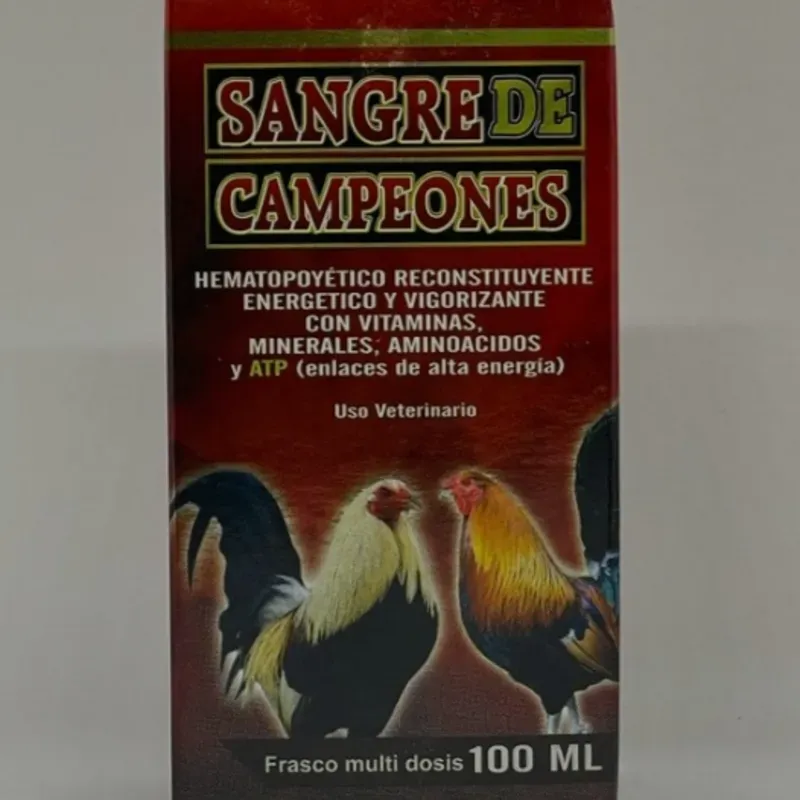 SANGRE DE
CAMPEONES
HEMATOPOYÉTICO RECONSTITUYENTE
ENERGETICO Y VIGORIZANTE
CON VITAMINAS,
MINERALES, AMINOACIDOS
y ATP (enlaces de alta energía)
Uso Veterinario
Frasco multi dosis 100 ML